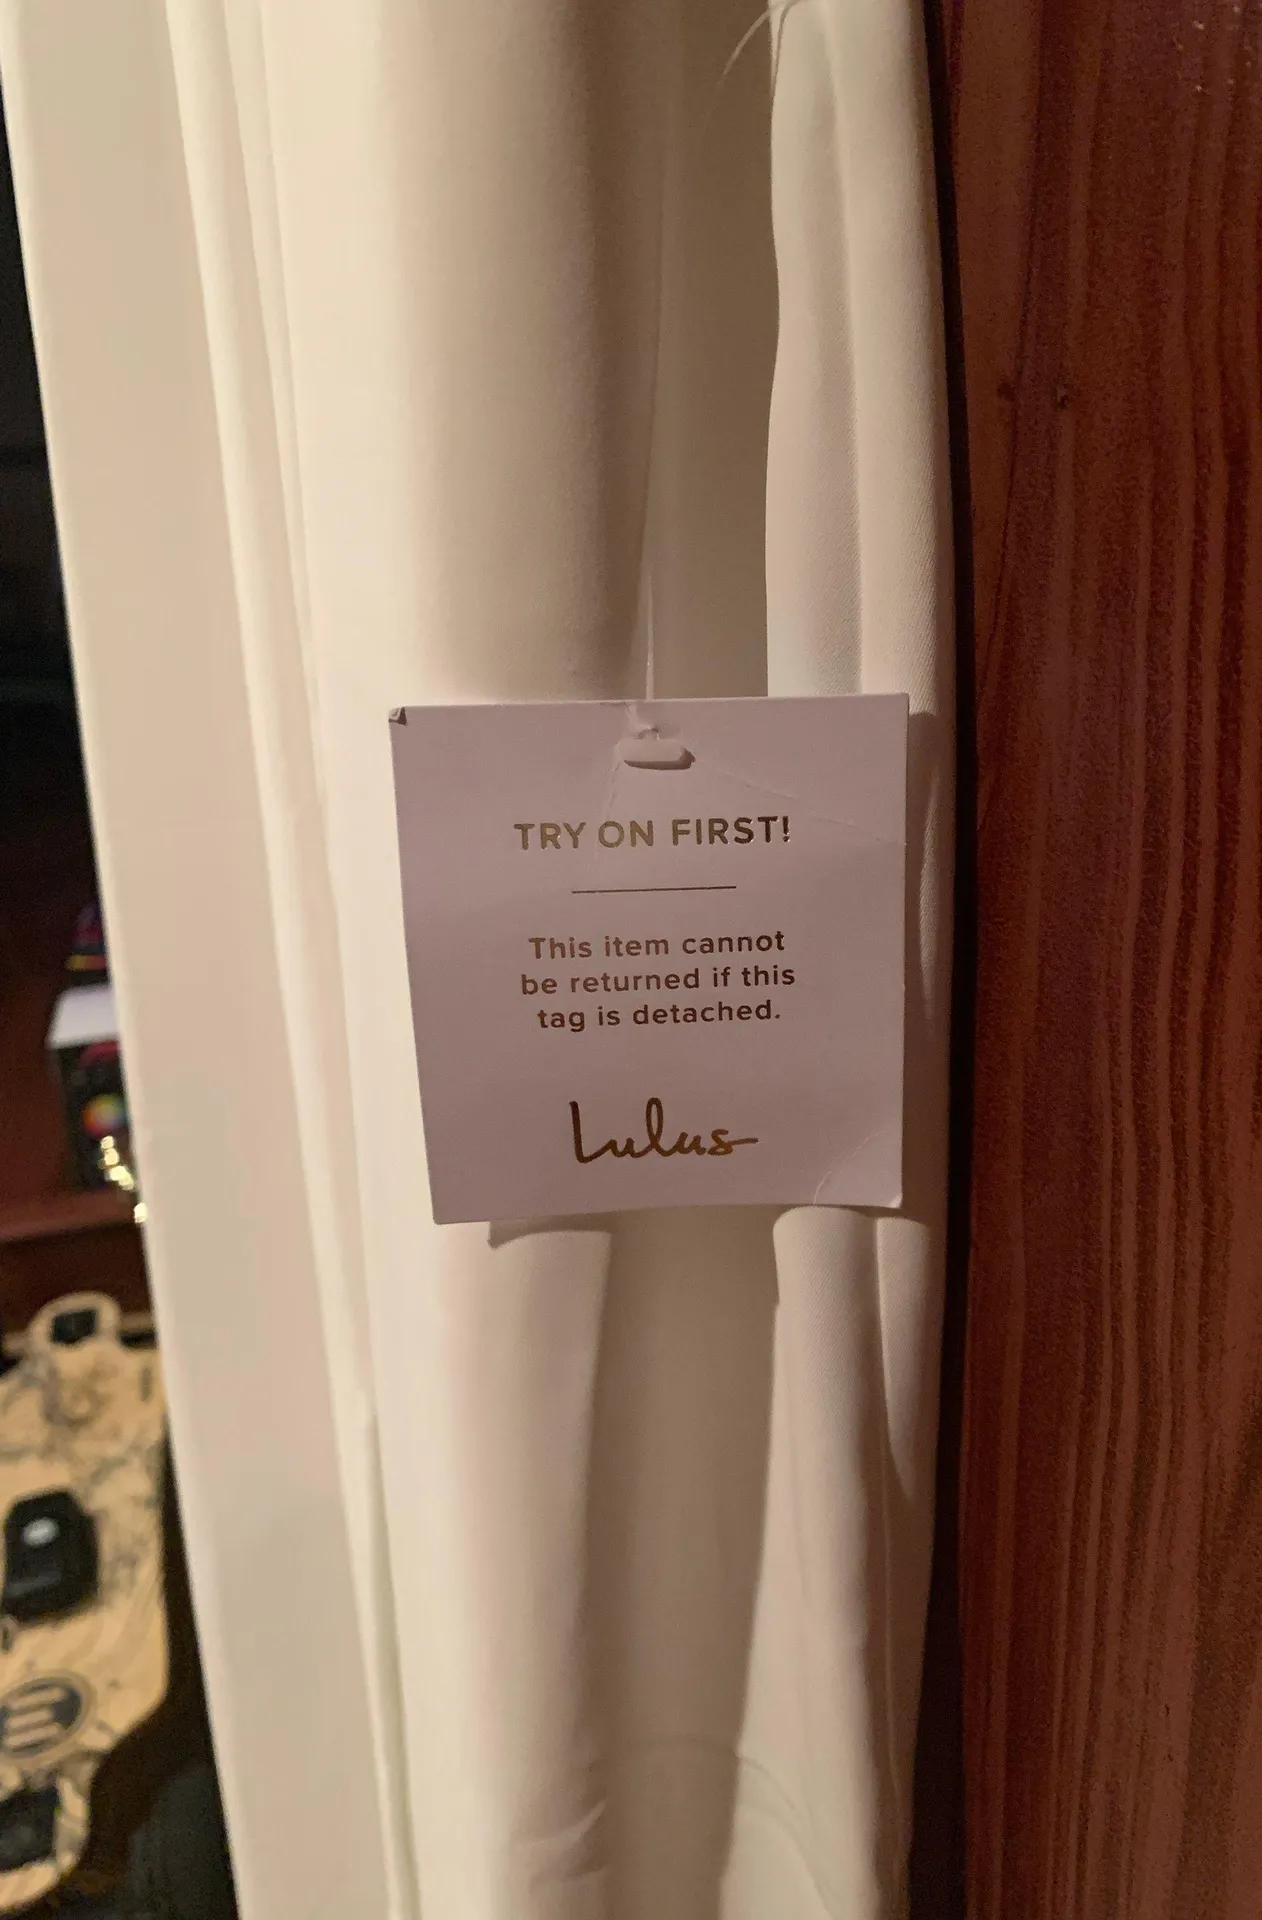 TRY ON FIRST!
This item cannot
be returned if this
tag is detached.
Lulus